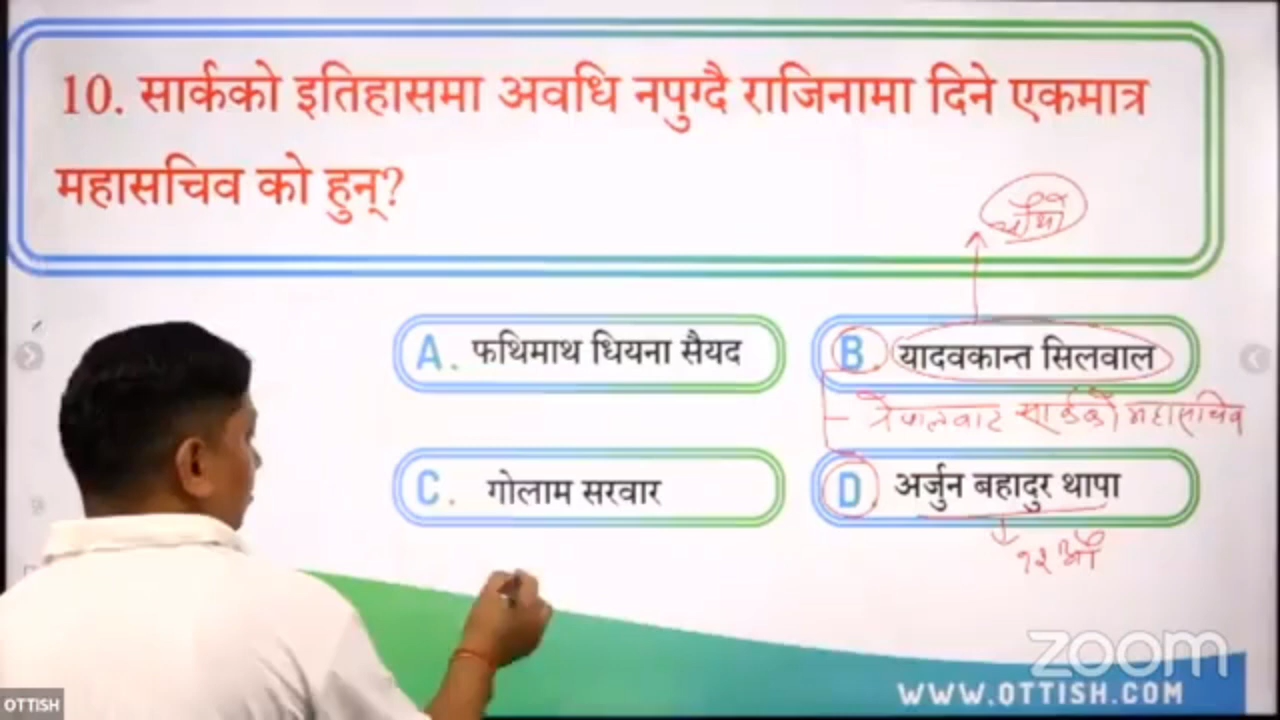 10. सार्कको इतिहासमा अवधि नपुग्दै राजिनामा दिने एकमात्र
महासचिव को हुन्?
चौथो
A. फथिमाथ धियना सैयद
B. यादवकान्त सिलवाल
– नेपालबाट सार्कको महासचिव
C. गोलाम सरवार
D. अर्जुन बहादुर थापा
१२औं
zoom
WWW.OTTISH.COM
OTTISH